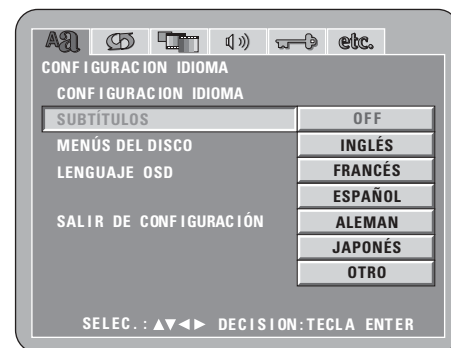 Aa etc.
CONFIGURACION IDIOMA
CONFIGURACION IDIOMA
SUBTÍTULOS OFF
MENÚS DEL DISCO INGLÉS
LENGUAJE OSD FRANCÉS
ESPAÑOL
SALIR DE CONFIGURACIÓN ALEMAN
JAPONÉS
OTRO
SELEC.:▲▼◄► DECISION:TECLA ENTER